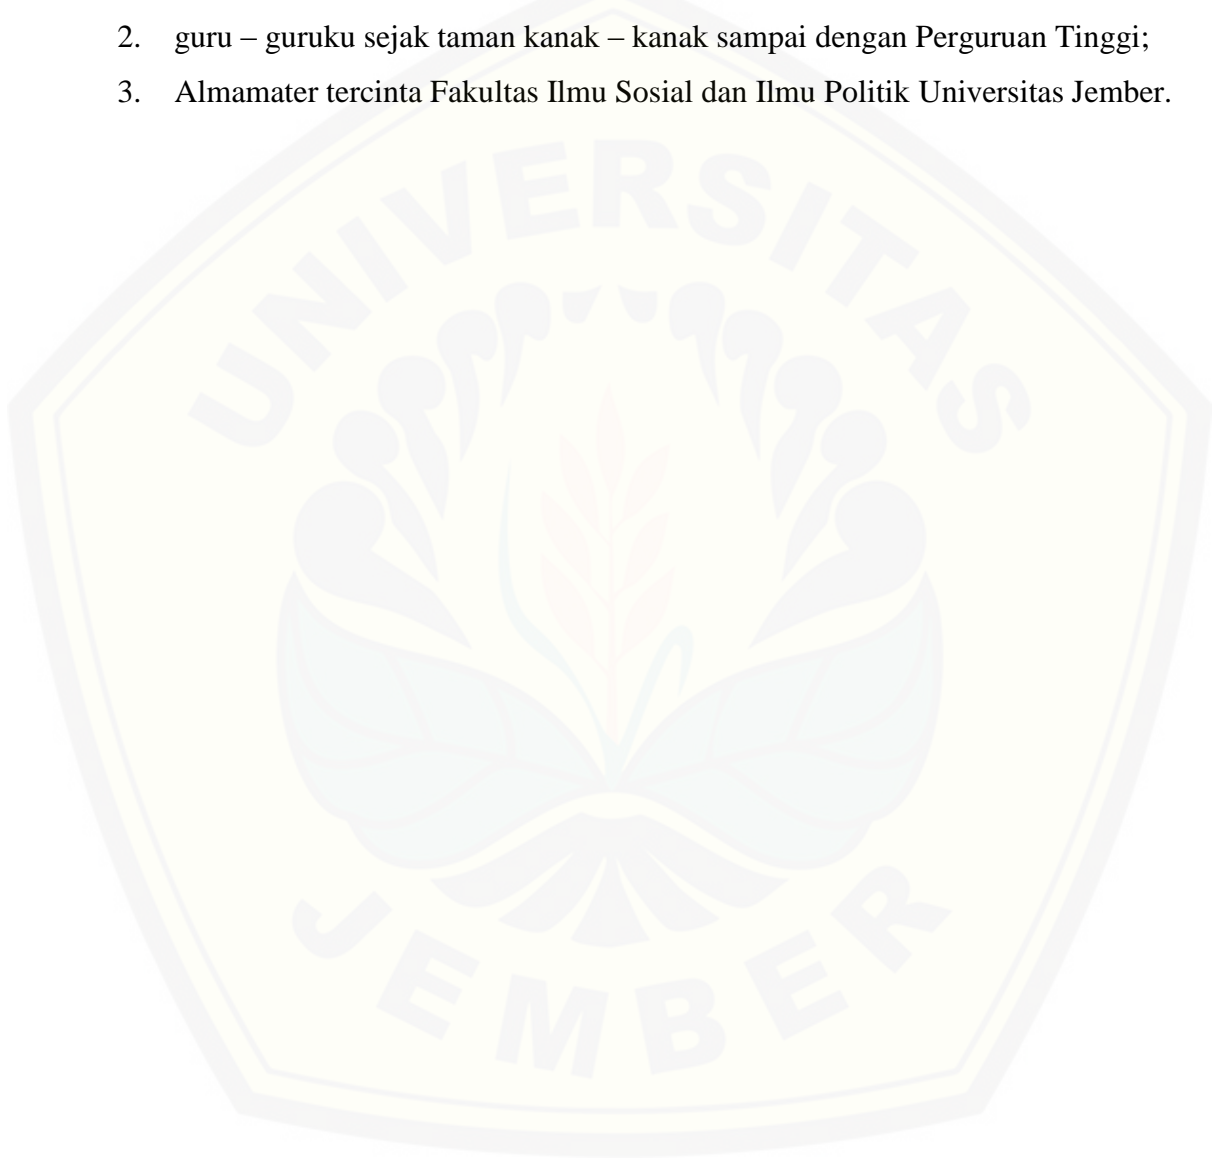 2. guru – guruku sejak taman kanak – kanak sampai dengan Perguruan Tinggi;
3. Almamater tercinta Fakultas Ilmu Sosial dan Ilmu Politik Universitas Jember.
UNIVERSITAS
JEMBER